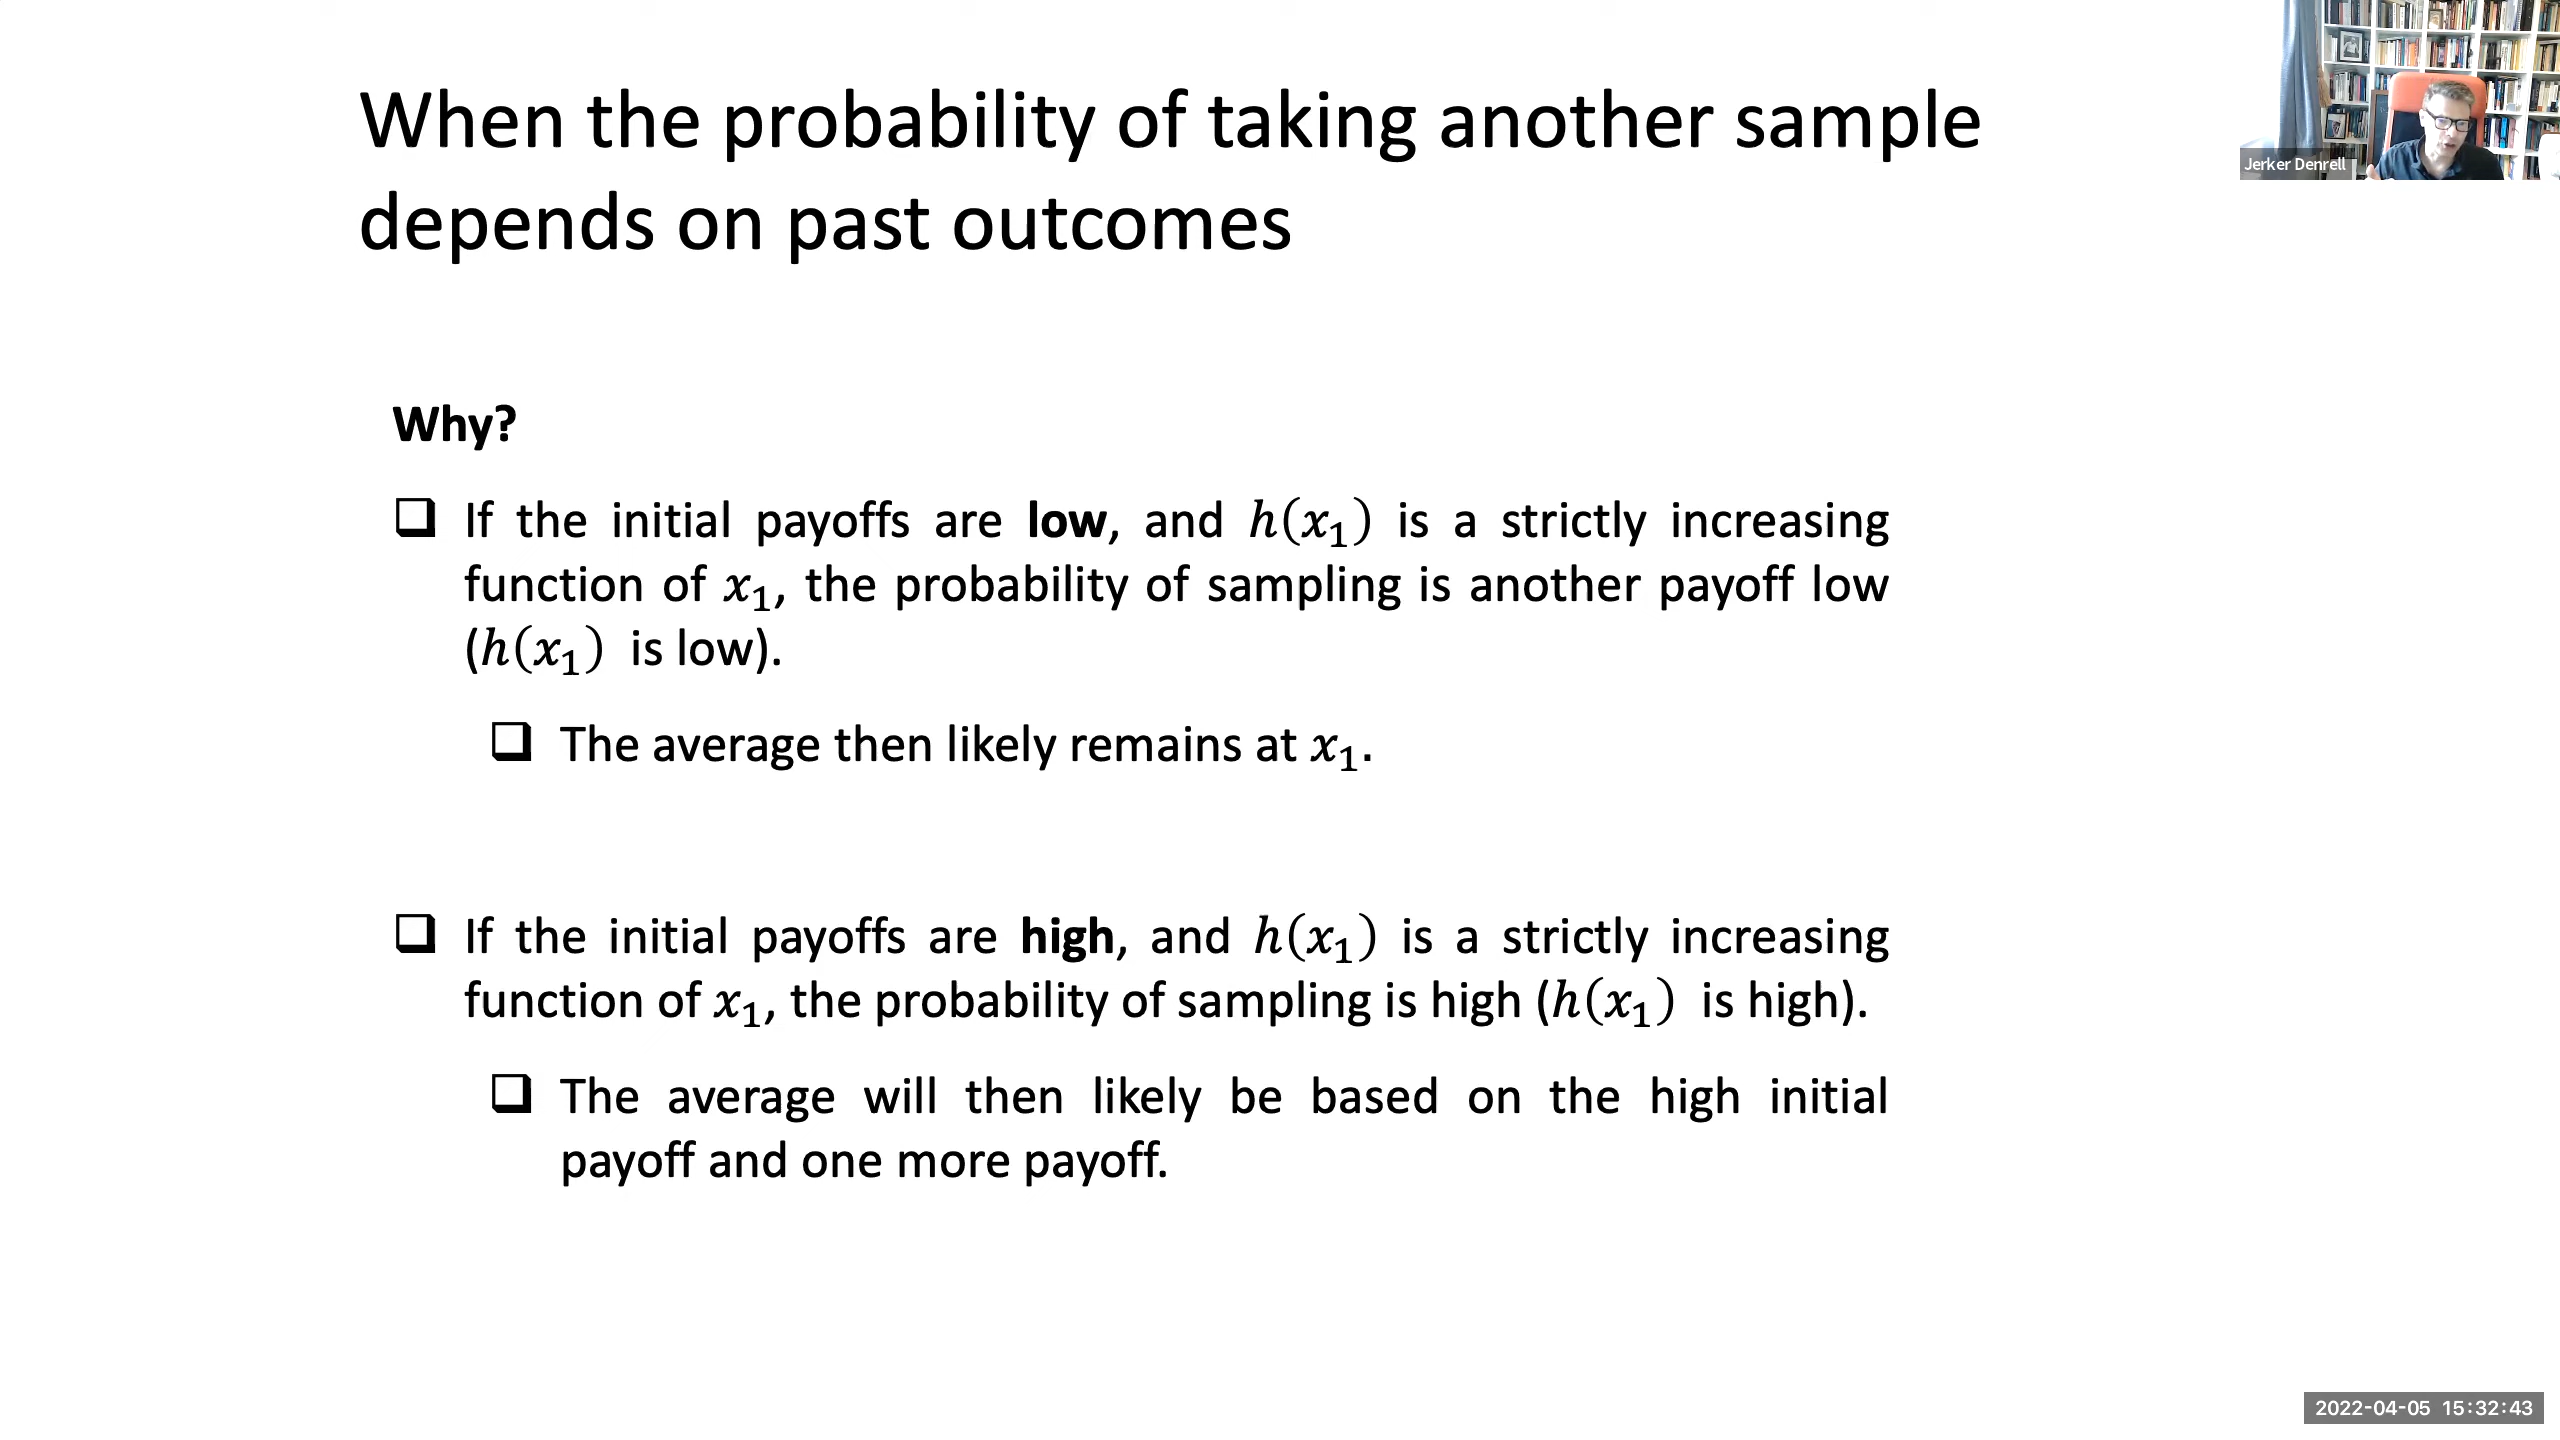 When the probability of taking another sample
depends on past outcomes
Jerker Denrell
Why?
❑ If the initial payoffs are low, and ℎ(𝑥₁) is a strictly increasing
function of 𝑥₁, the probability of sampling is another payoff low
(ℎ(𝑥₁) is low).
❑ The average then likely remains at 𝑥₁.
❑ If the initial payoffs are high, and ℎ(𝑥₁) is a strictly increasing
function of 𝑥₁, the probability of sampling is high (ℎ(𝑥₁) is high).
❑ The average will then likely be based on the high initial
payoff and one more payoff.
2022-04-05 15:32:43